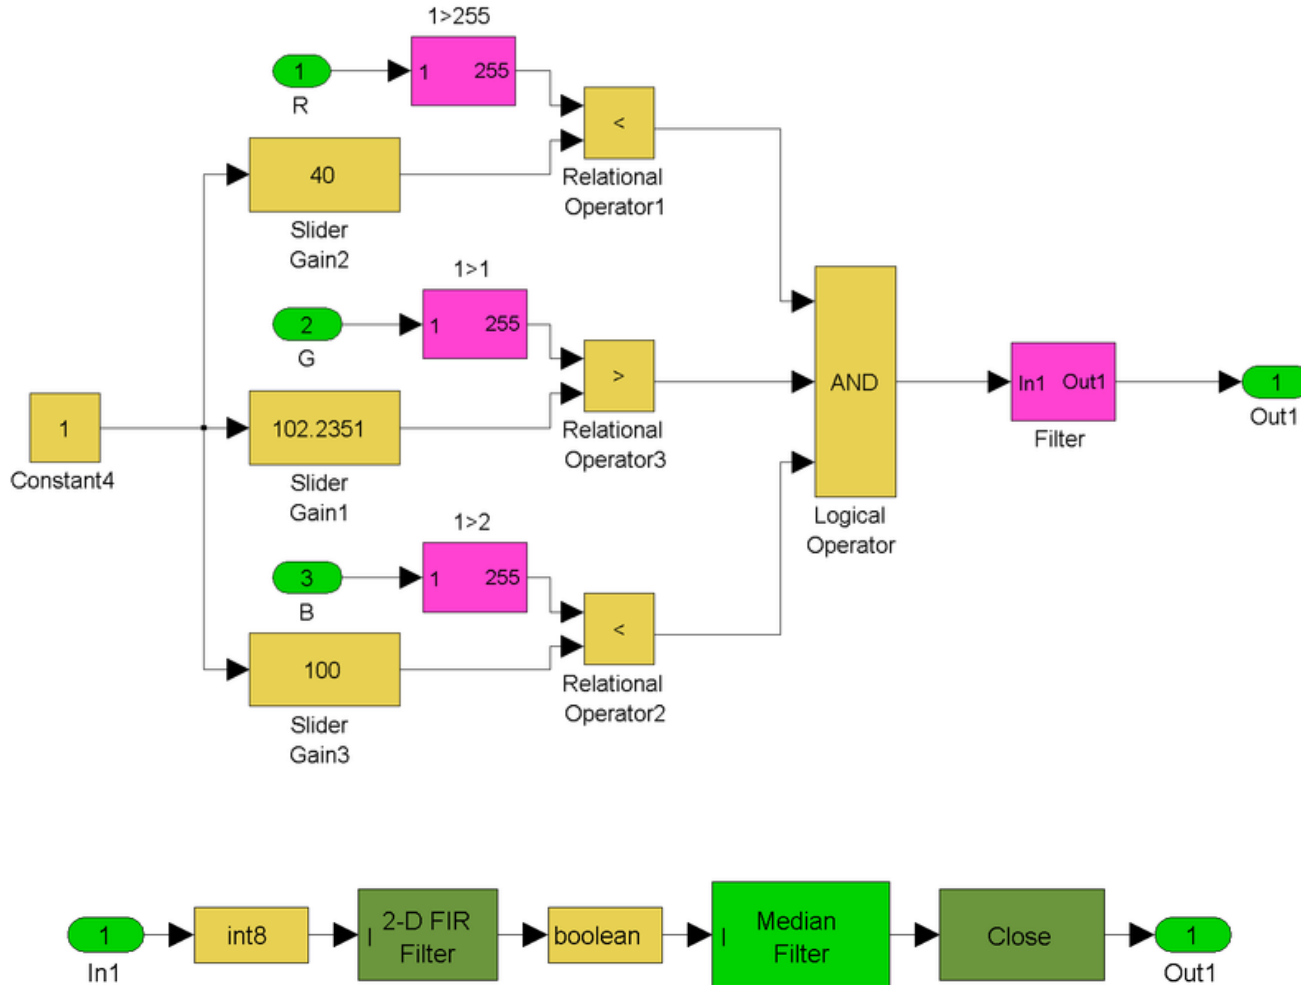 1>255
1
1 255
R
<
40
Relational
Operator1
Slider
Gain2
1>1
2
1 255
G
>
AND
In1 Out1
1
1
102.2351
Out1
Relational
Operator3
Filter
Constant4
Slider
Gain1
1>2
Logical
Operator
3
1 255
B
<
100
Relational
Operator2
Slider
Gain3
1
int8
I
2-D FIR
Filter
boolean
I
Median
Filter
Close
1
In1
Out1